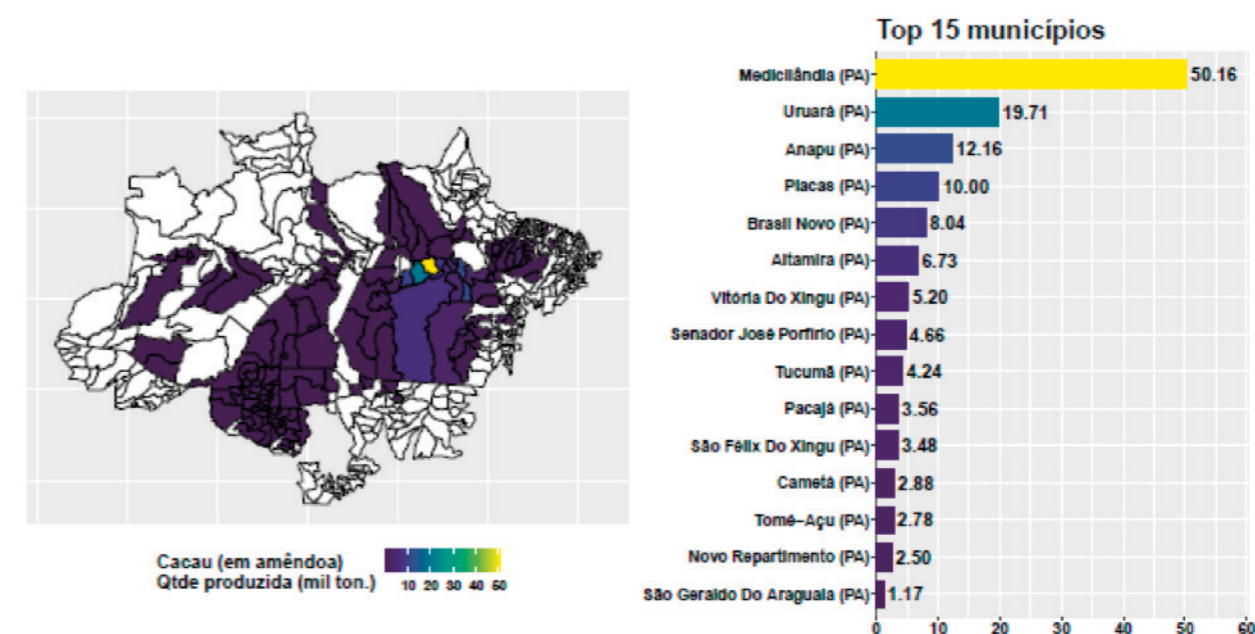 Top 15 municípios
Medicilândia (PA) 50.16
Uruará (PA) 19.71
Anapu (PA) 12.16
Placas (PA) 10.00
Brasil Novo (PA) 8.04
Altamira (PA) 6.73
Vitória Do Xingu (PA) 5.20
Senador José Porfírio (PA) 4.66
Tucumã (PA) 4.24
Pacajá (PA) 3.56
São Félix Do Xingu (PA) 3.48
Cametá (PA) 2.88
Tomé-Açu (PA) 2.78
Novo Repartimento (PA) 2.50
São Geraldo Do Araguaia (PA) 1.17
0 10 20 30 40 50 60
Cacau (em amêndoa)
Qtde produzida (mil ton.)
10 20 30 40 50